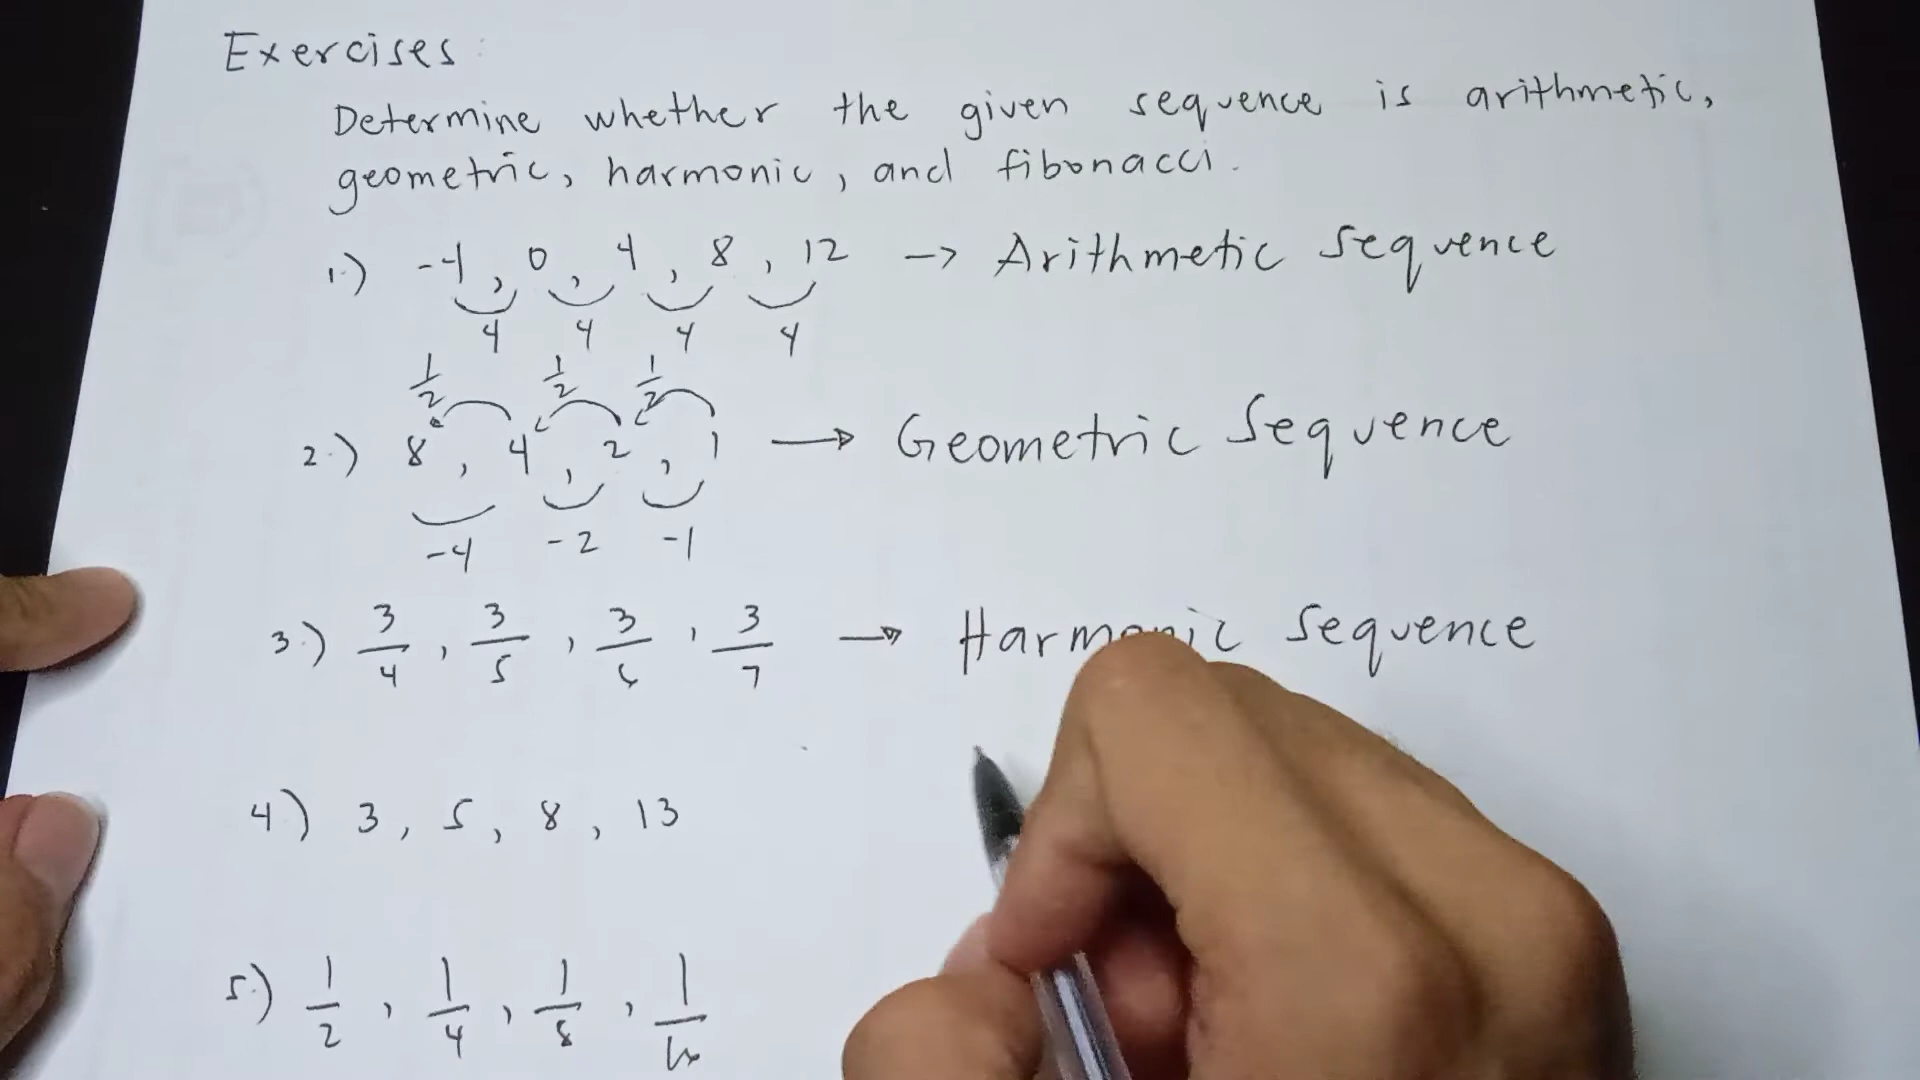 Exercises:
Determine whether the given sequence is arithmetic,
geometric, harmonic, and fibonacci.
1.) -4, 0, 4, 8, 12 -> Arithmetic Sequence
4 4 4 4
1/2 1/2 1/2
2.) 8, 4, 2, 1 -> Geometric Sequence
-4 -2 -1
3.) 3/4, 3/5, 3/6, 3/7 -> Harmonic Sequence
4.) 3, 5, 8, 13
5.) 1/2, 1/4, 1/8, 1/16